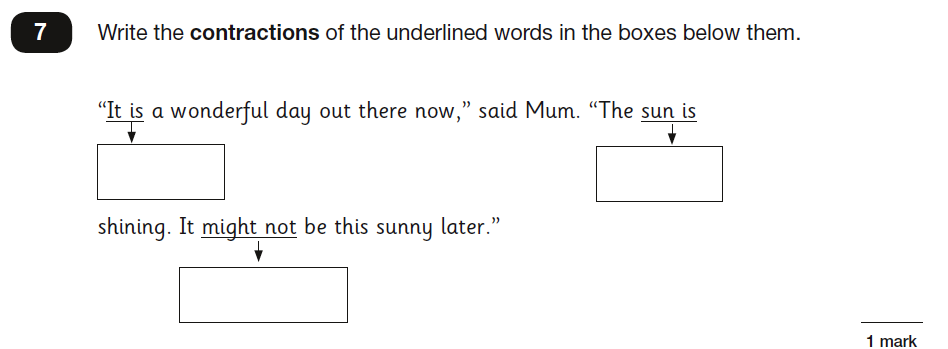 7 Write the contractions of the underlined words in the boxes below them.
“It is a wonderful day out there now,” said Mum. “The sun is
shining. It might not be this sunny later.”
1 mark